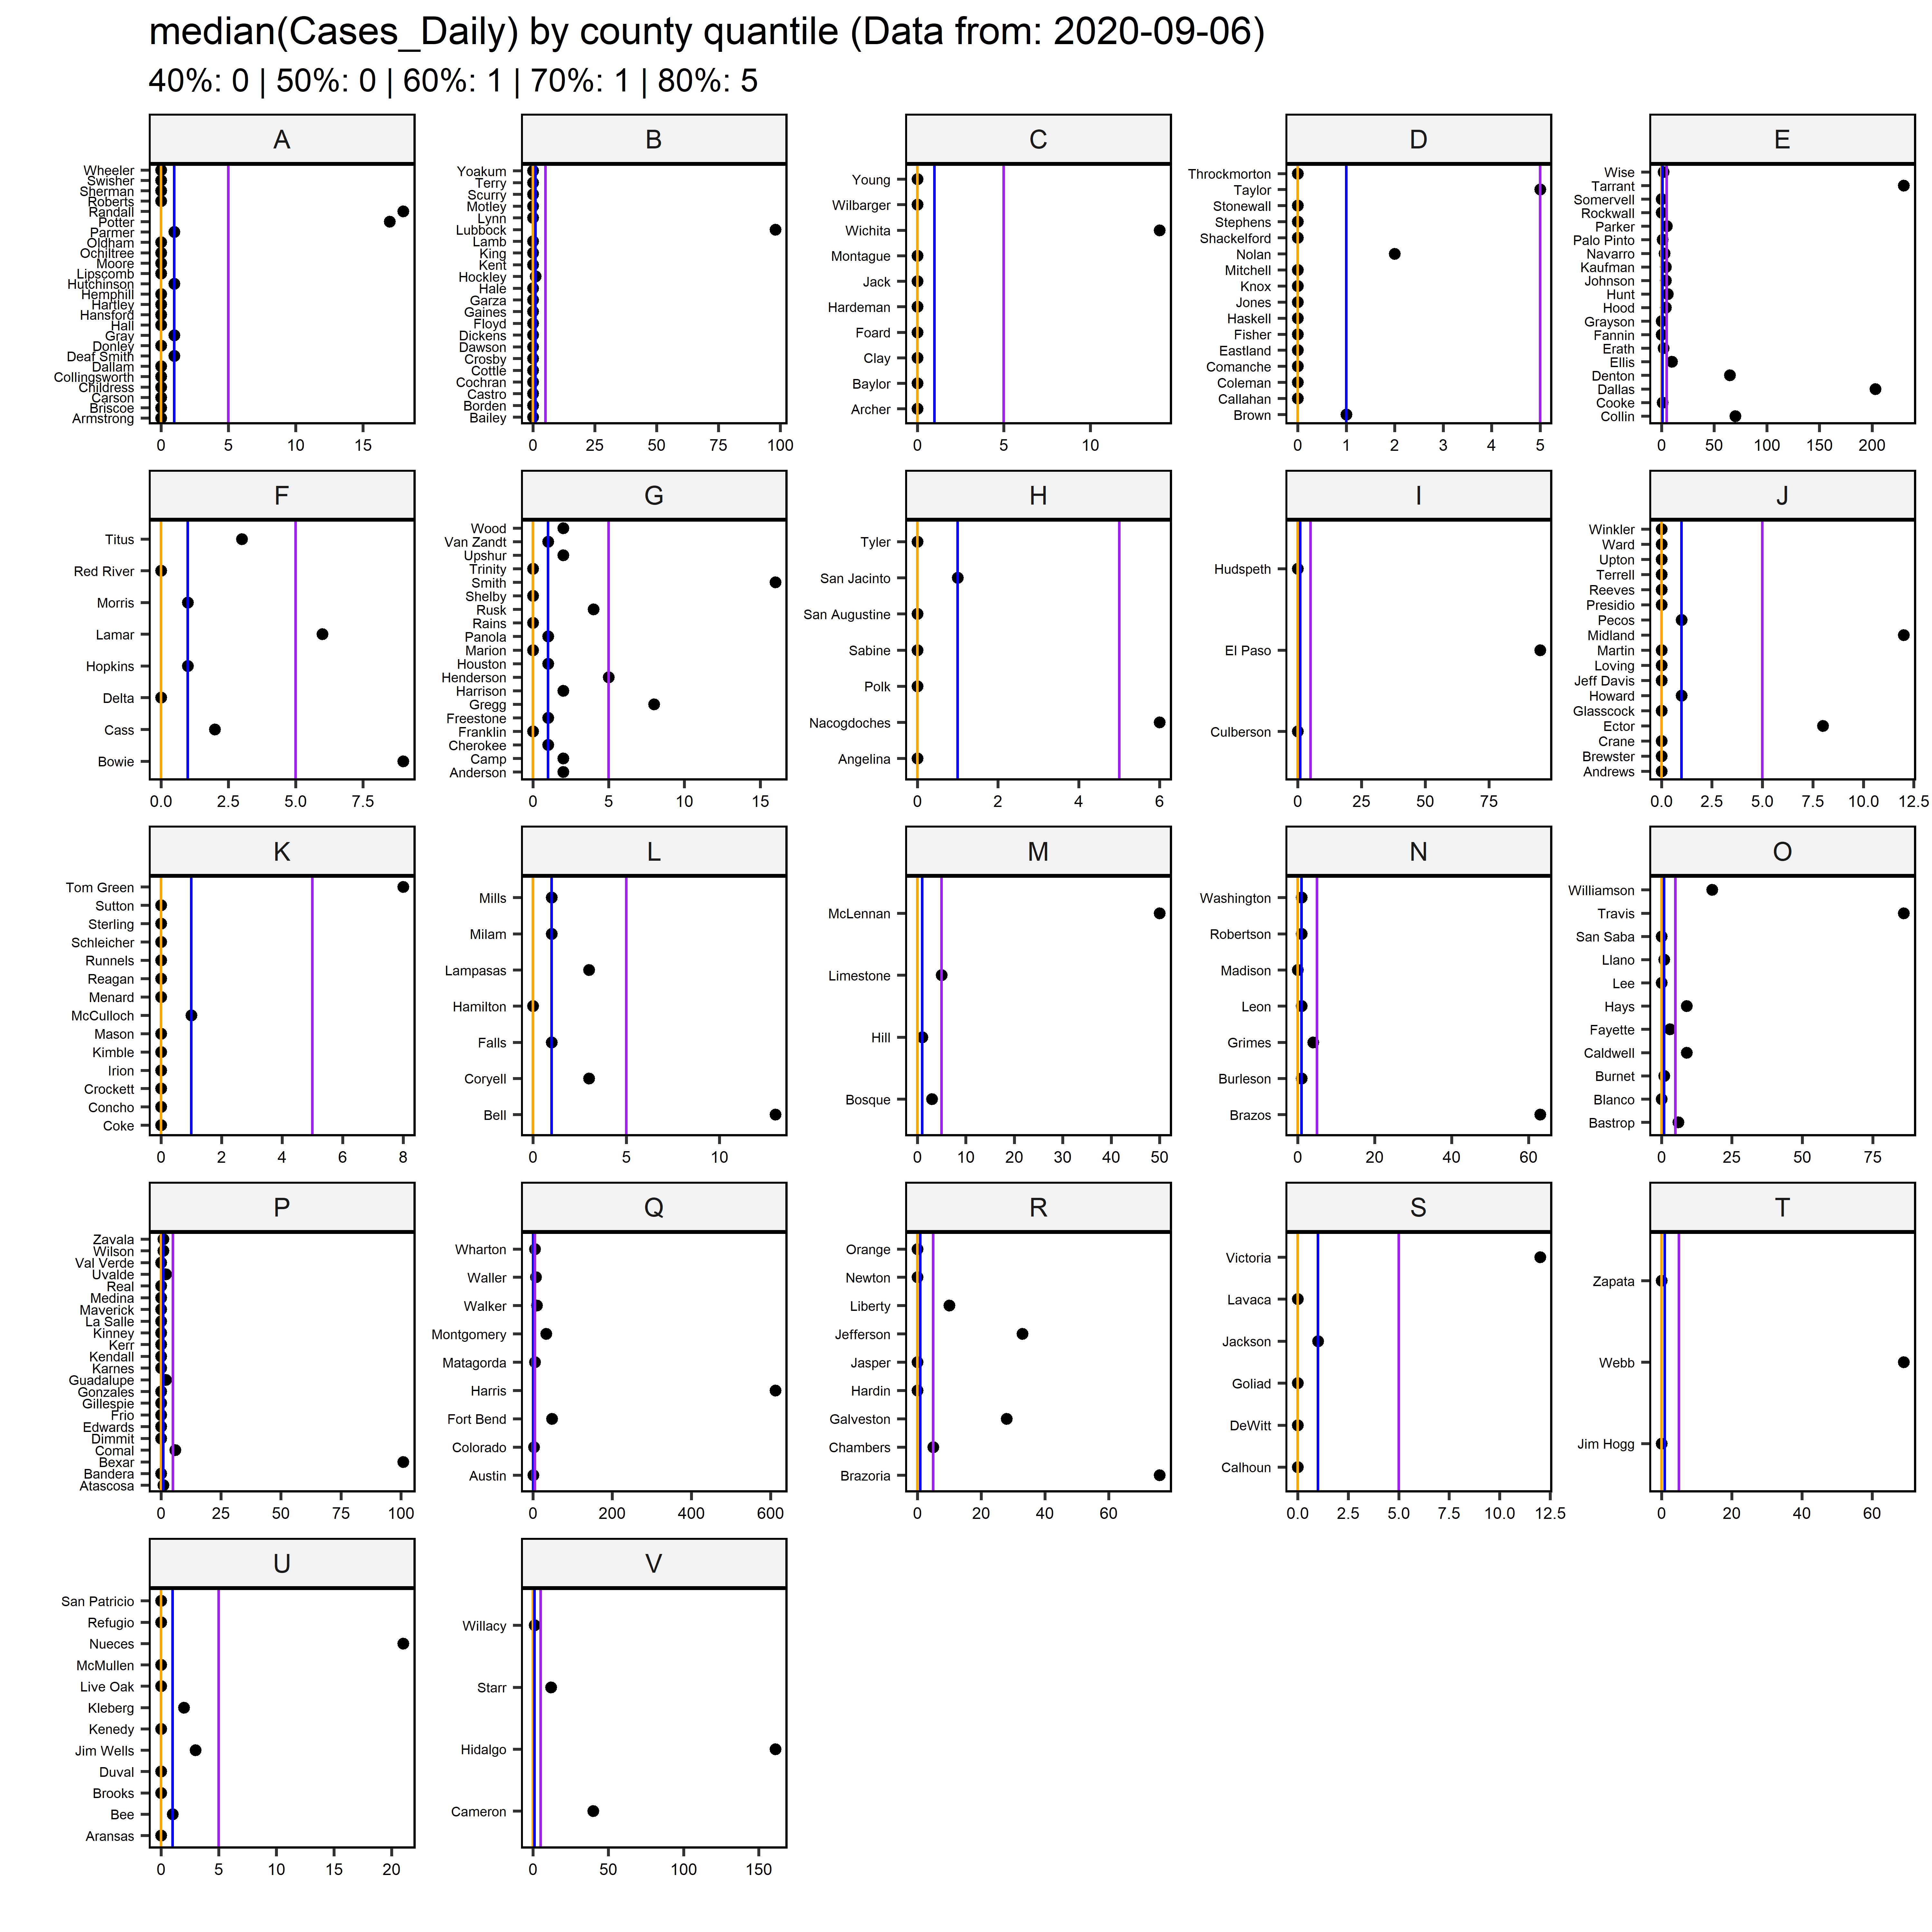 median(Cases_Daily) by county quantile (Data from: 2020-09-06)
40%: 0 | 50%: 0 | 60%: 1 | 70%: 1 | 80%: 5
A
Wheeler
Swisher
Sherman
Roberts
Randall
Potter
Parmer
Oldham
Ochiltree
Moore
Lipscomb
Hutchinson
Hemphill
Hartley
Hansford
Hall
Gray
Donley
Deaf Smith
Dallam
Collingsworth
Childress
Carson
Briscoe
Armstrong
0 5 10 15
B
Yoakum
Terry
Scurry
Motley
Lynn
Lubbock
Lamb
King
Kent
Hockley
Hale
Garza
Gaines
Floyd
Dickens
Dawson
Crosby
Cottle
Cochran
Castro
Borden
Bailey
0 25 50 75 100
C
Young
Wilbarger
Wichita
Montague
Jack
Hardeman
Foard
Clay
Baylor
Archer
0 5 10
D
Throckmorton
Taylor
Stonewall
Stephens
Shackelford
Nolan
Mitchell
Knox
Jones
Haskell
Fisher
Eastland
Comanche
Coleman
Callahan
Brown
0 1 2 3 4 5
E
Wise
Tarrant
Somervell
Rockwall
Parker
Palo Pinto
Navarro
Kaufman
Johnson
Hunt
Hood
Grayson
Fannin
Erath
Ellis
Denton
Dallas
Cooke
Collin
0 50 100 150 200
F
Titus
Red River
Morris
Lamar
Hopkins
Delta
Cass
Bowie
0.0 2.5 5.0 7.5
G
Wood
Van Zandt
Upshur
Trinity
Smith
Shelby
Rusk
Rains
Panola
Marion
Houston
Henderson
Harrison
Gregg
Freestone
Franklin
Cherokee
Camp
Anderson
0 5 10 15
H
Tyler
San Jacinto
San Augustine
Sabine
Polk
Nacogdoches
Angelina
0 2 4 6
I
Hudspeth
El Paso
Culberson
0 25 50 75
J
Winkler
Ward
Upton
Terrell
Reeves
Presidio
Pecos
Midland
Martin
Loving
Jeff Davis
Howard
Glasscock
Ector
Crane
Brewster
Andrews
0.0 2.5 5.0 7.5 10.0 12.5
K
Tom Green
Sutton
Sterling
Schleicher
Runnels
Reagan
Menard
McCulloch
Mason
Kimble
Irion
Crockett
Concho
Coke
0 2 4 6 8
L
Mills
Milam
Lampasas
Hamilton
Falls
Coryell
Bell
0 5 10
M
McLennan
Limestone
Hill
Bosque
0 10 20 30 40 50
N
Washington
Robertson
Madison
Leon
Grimes
Burleson
Brazos
0 20 40 60
O
Williamson
Travis
San Saba
Llano
Lee
Hays
Fayette
Caldwell
Burnet
Blanco
Bastrop
0 25 50 75
P
Zavala
Wilson
Val Verde
Uvalde
Real
Medina
Maverick
La Salle
Kinney
Kerr
Kendall
Karnes
Guadalupe
Gonzales
Gillespie
Frio
Edwards
Dimmit
Comal
Bexar
Bandera
Atascosa
0 25 50 75 100
Q
Wharton
Waller
Walker
Montgomery
Matagorda
Harris
Fort Bend
Colorado
Austin
0 200 400 600
R
Orange
Newton
Liberty
Jefferson
Jasper
Hardin
Galveston
Chambers
Brazoria
0 20 40 60
S
Victoria
Lavaca
Jackson
Goliad
DeWitt
Calhoun
0.0 2.5 5.0 7.5 10.0 12.5
T
Zapata
Webb
Jim Hogg
0 20 40 60
U
San Patricio
Refugio
Nueces
McMullen
Live Oak
Kleberg
Kenedy
Jim Wells
Duval
Brooks
Bee
Aransas
0 5 10 15 20
V
Willacy
Starr
Hidalgo
Cameron
0 50 100 150